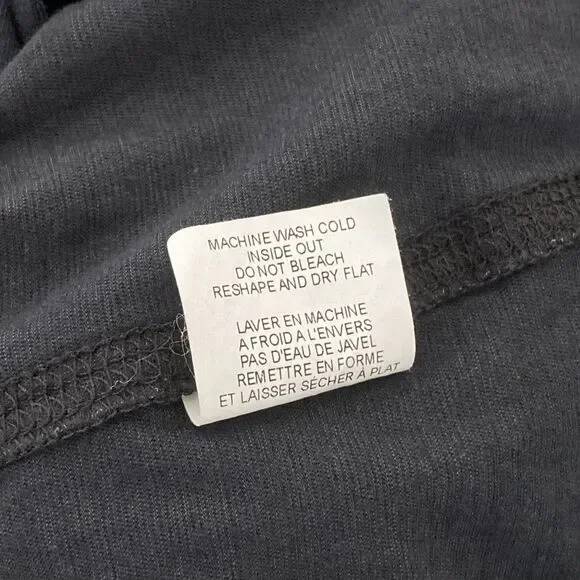 MACHINE WASH COLD
INSIDE OUT
DO NOT BLEACH
RESHAPE AND DRY FLAT
LAVER EN MACHINE
A FROID A L'ENVERS
PAS D'EAU DE JAVEL
REMETTRE EN FORME
ET LAISSER SÉCHER A PLAT